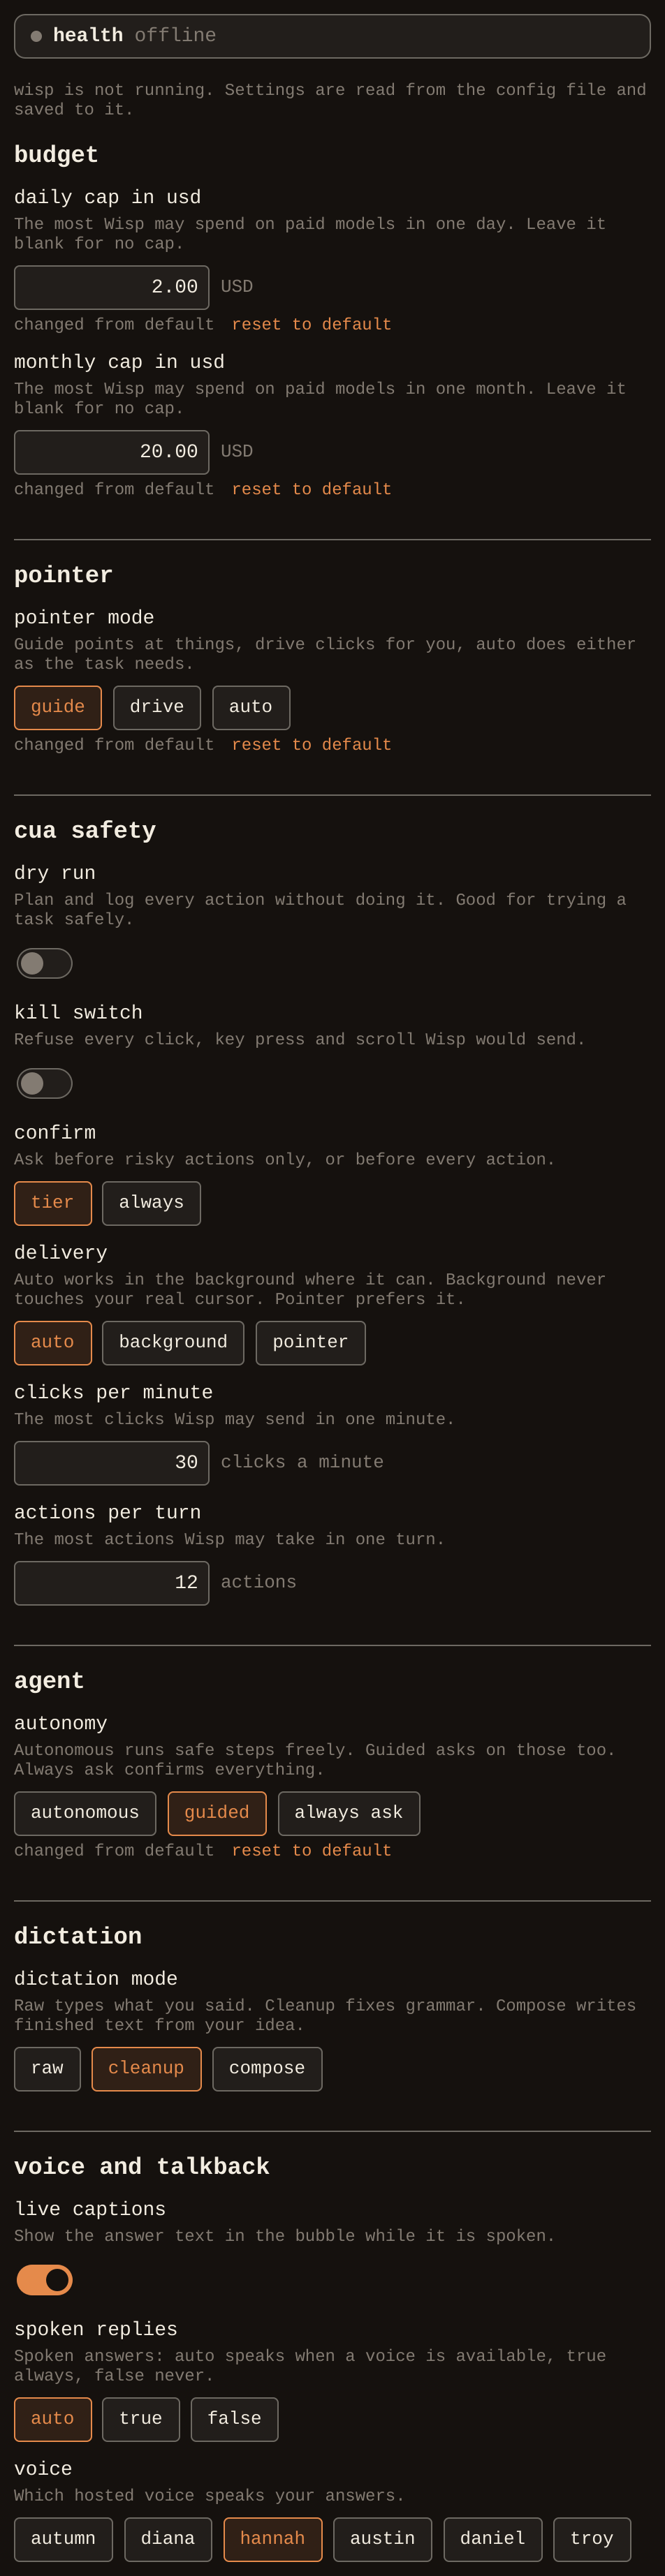 health offline
wisp is not running. Settings are read from the config file and
saved to it.
budget
daily cap in usd
The most Wisp may spend on paid models in one day. Leave it
blank for no cap.
2.00 USD
changed from default reset to default
monthly cap in usd
The most Wisp may spend on paid models in one month. Leave it
blank for no cap.
20.00 USD
changed from default reset to default
pointer
pointer mode
Guide points at things, drive clicks for you, auto does either
as the task needs.
guide drive auto
changed from default reset to default
cua safety
dry run
Plan and log every action without doing it. Good for trying a
task safely.
kill switch
Refuse every click, key press and scroll Wisp would send.
confirm
Ask before risky actions only, or before every action.
tier always
delivery
Auto works in the background where it can. Background never
touches your real cursor. Pointer prefers it.
auto background pointer
clicks per minute
The most clicks Wisp may send in one minute.
30 clicks a minute
actions per turn
The most actions Wisp may take in one turn.
12 actions
agent
autonomy
Autonomous runs safe steps freely. Guided asks on those too.
Always ask confirms everything.
autonomous guided always ask
changed from default reset to default
dictation
dictation mode
Raw types what you said. Cleanup fixes grammar. Compose writes
finished text from your idea.
raw cleanup compose
voice and talkback
live captions
Show the answer text in the bubble while it is spoken.
spoken replies
Spoken answers: auto speaks when a voice is available, true
always, false never.
auto true false
voice
Which hosted voice speaks your answers.
autumn diana hannah austin daniel troy